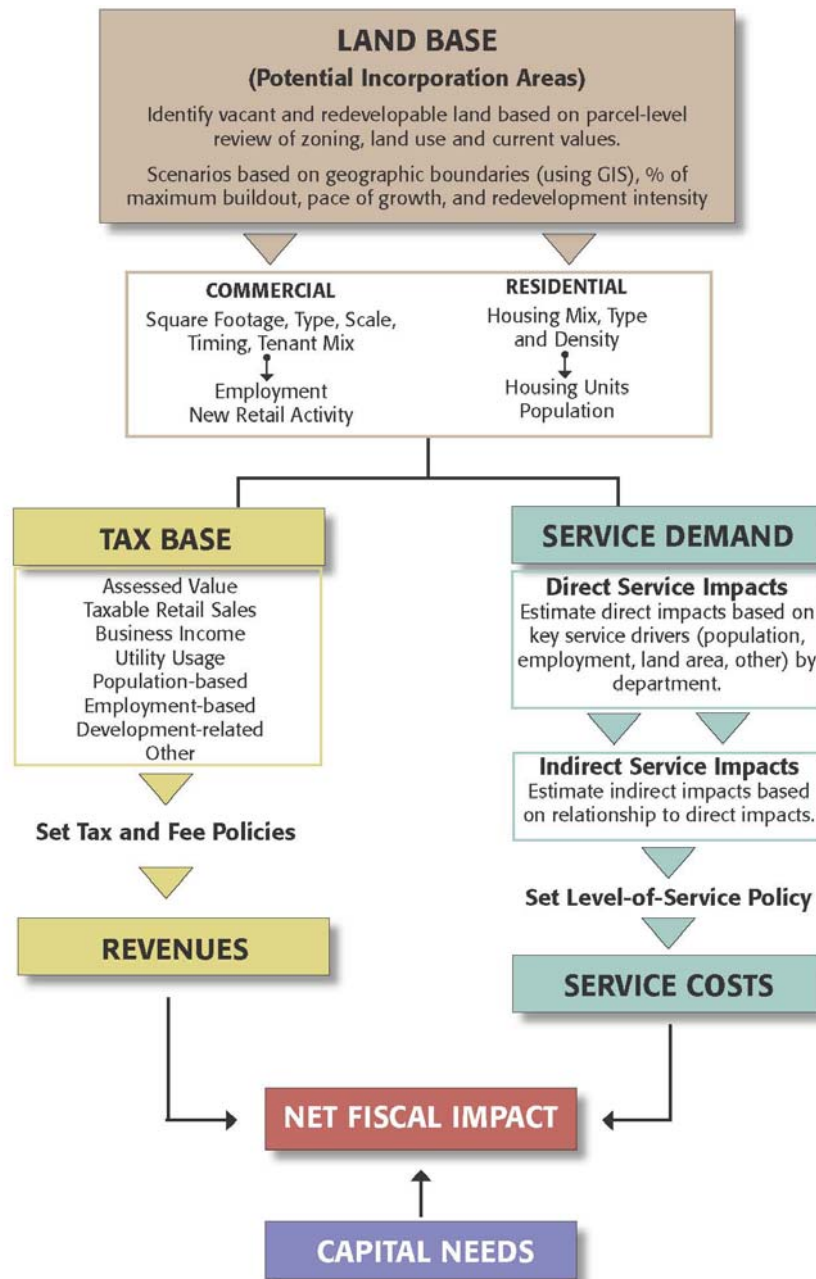 LAND BASE
(Potential Incorporation Areas)
Identify vacant and redevelopable land based on parcel-level
review of zoning, land use and current values.
Scenarios based on geographic boundaries (using GIS), % of
maximum buildout, pace of growth, and redevelopment intensity
COMMERCIAL
Square Footage, Type, Scale,
Timing, Tenant Mix
Employment
New Retail Activity
RESIDENTIAL
Housing Mix, Type
and Density
Housing Units
Population
TAX BASE
Assessed Value
Taxable Retail Sales
Business Income
Utility Usage
Population-based
Employment-based
Development-related
Other
Set Tax and Fee Policies
REVENUES
SERVICE DEMAND
Direct Service Impacts
Estimate direct impacts based on
key service drivers (population,
employment, land area, other) by
department.
Indirect Service Impacts
Estimate indirect impacts based
on relationship to direct impacts.
Set Level-of-Service Policy
SERVICE COSTS
NET FISCAL IMPACT
CAPITAL NEEDS